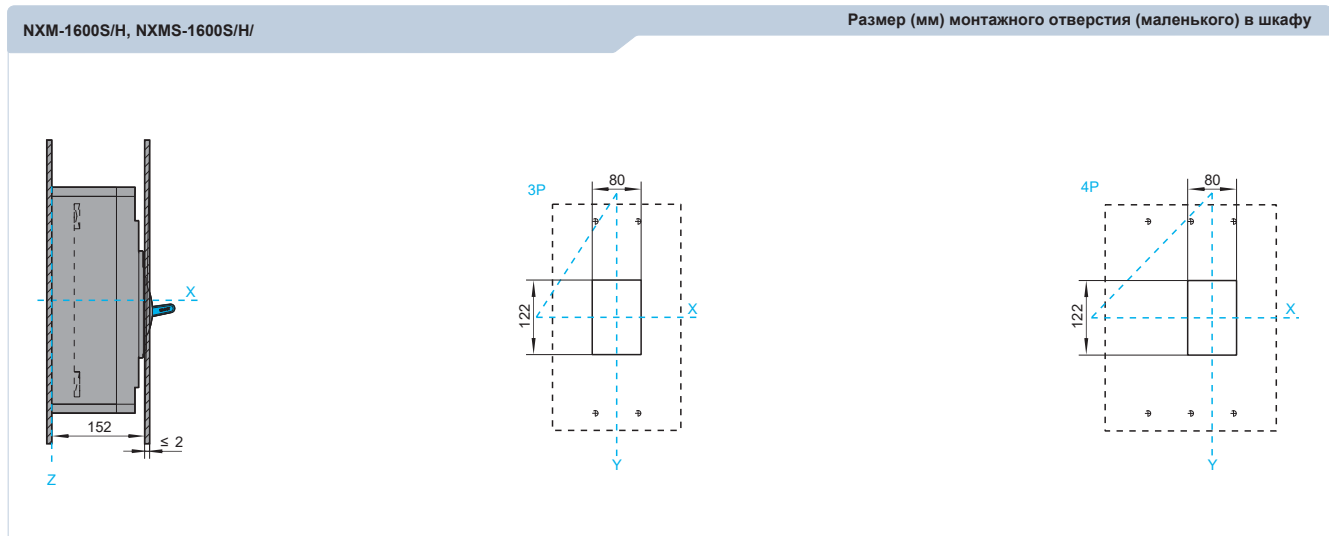 NXM-1600S/H, NXMS-1600S/H/
Размер (мм) монтажного отверстия (маленького) в шкафу
X
152
≤ 2
Z
3P
80
122
X
Y
4P
80
122
X
Y